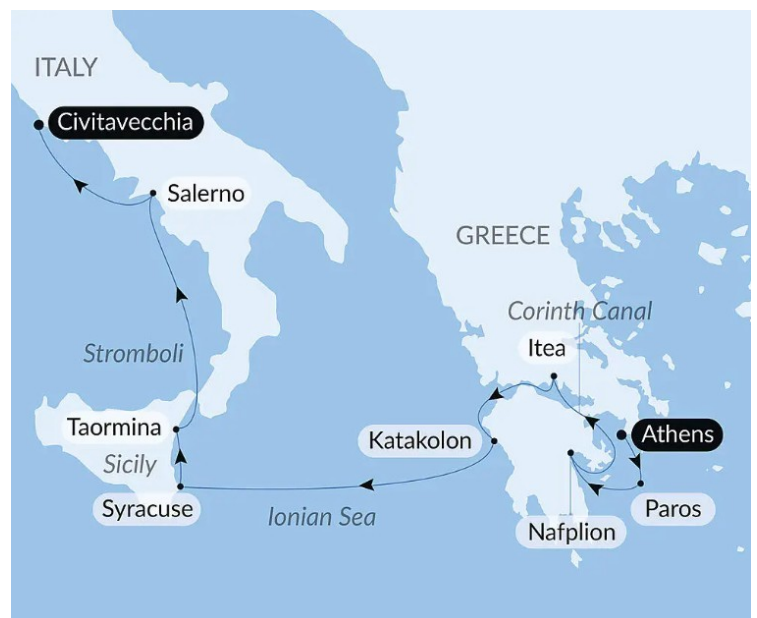 ITALY
Civitavecchia
Salerno
GREECE
Corinth Canal
Stromboli
Itea
Taormina
Katakolon
Athens
Sicily
Syracuse
Ionian Sea
Paros
Nafplion